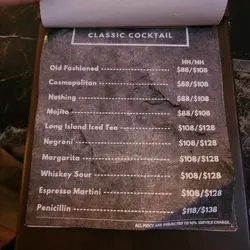 CLASSIC COCKTAIL
HH/NH
Old Fashioned $86/$108
Cosmopolitan $88/$108
Nothing $88/$108
Mojito $88/$108
Long Island Iced Tea $108/$128
Negroni $108/$128
Margarita $108/$128
Whiskey Sour $108/$128
Espresso Martini $108/$128
Penicillin $118/$138
ALL PRICE ARE SUBJECTED TO 10% SERVICE CHARGE.